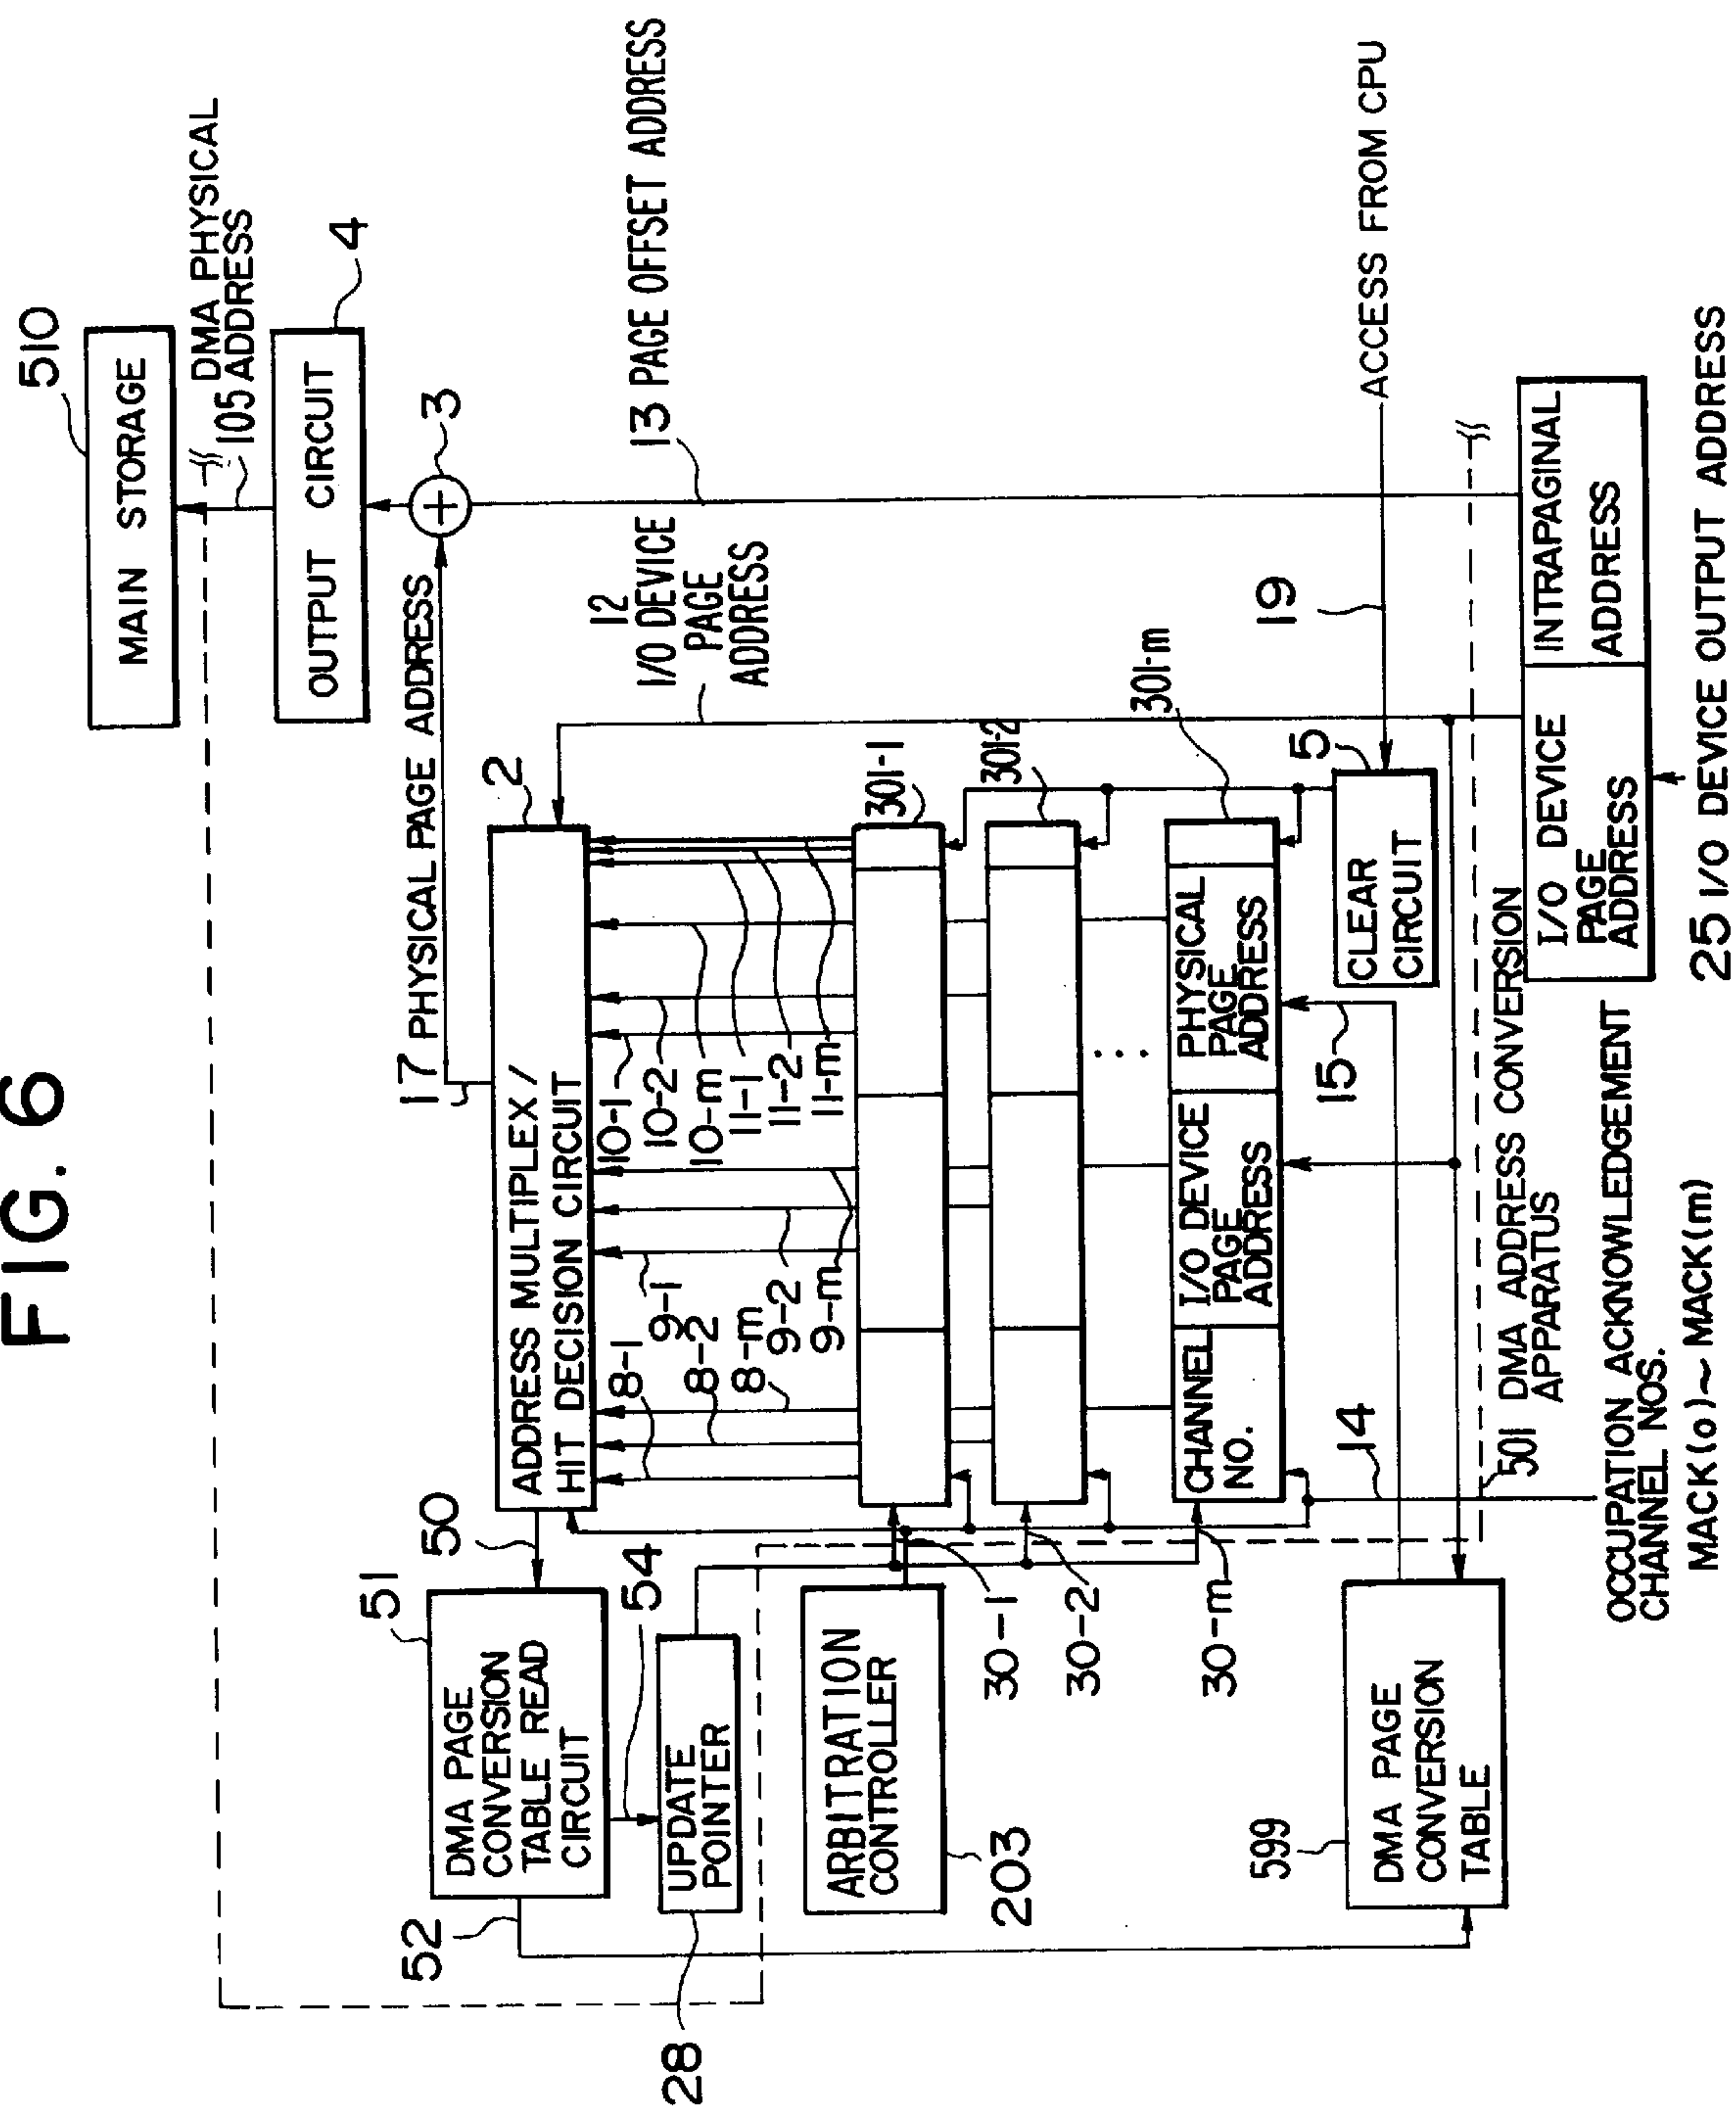 FIG. 6
510
MAIN STORAGE
DMA PHYSICAL
105 ADDRESS
OUTPUT CIRCUIT
4
3
17 PHYSICAL PAGE ADDRESS
12
I/O DEVICE
PAGE
ADDRESS
13 PAGE OFFSET ADDRESS
2
ADDRESS MULTIPLEX /
HIT DECISION CIRCUIT
50
51
DMA PAGE
CONVERSION
TABLE READ
CIRCUIT
52
54
UPDATE
POINTER
28
ARBITRATION
CONTROLLER
203
8-1
8-2
8-m
9-1
9-2
9-m
10-1
10-2
10-m
11-1
11-2
11-m
301-1
301-2
301-m
30-1
30-2
30-m
CHANNEL
NO.
I/O DEVICE
PAGE
ADDRESS
PHYSICAL
PAGE
ADDRESS
5
CLEAR
CIRCUIT
19
ACCESS FROM CPU
14
15
599
DMA PAGE
CONVERSION
TABLE
501 DMA ADDRESS CONVERSION
APPARATUS
OCCUPATION ACKNOWLEDGEMENT
CHANNEL NOS.
MACK(o)~MACK(m)
I/O DEVICE
PAGE
ADDRESS
INTRAPAGINAL
ADDRESS
25 I/O DEVICE OUTPUT ADDRESS